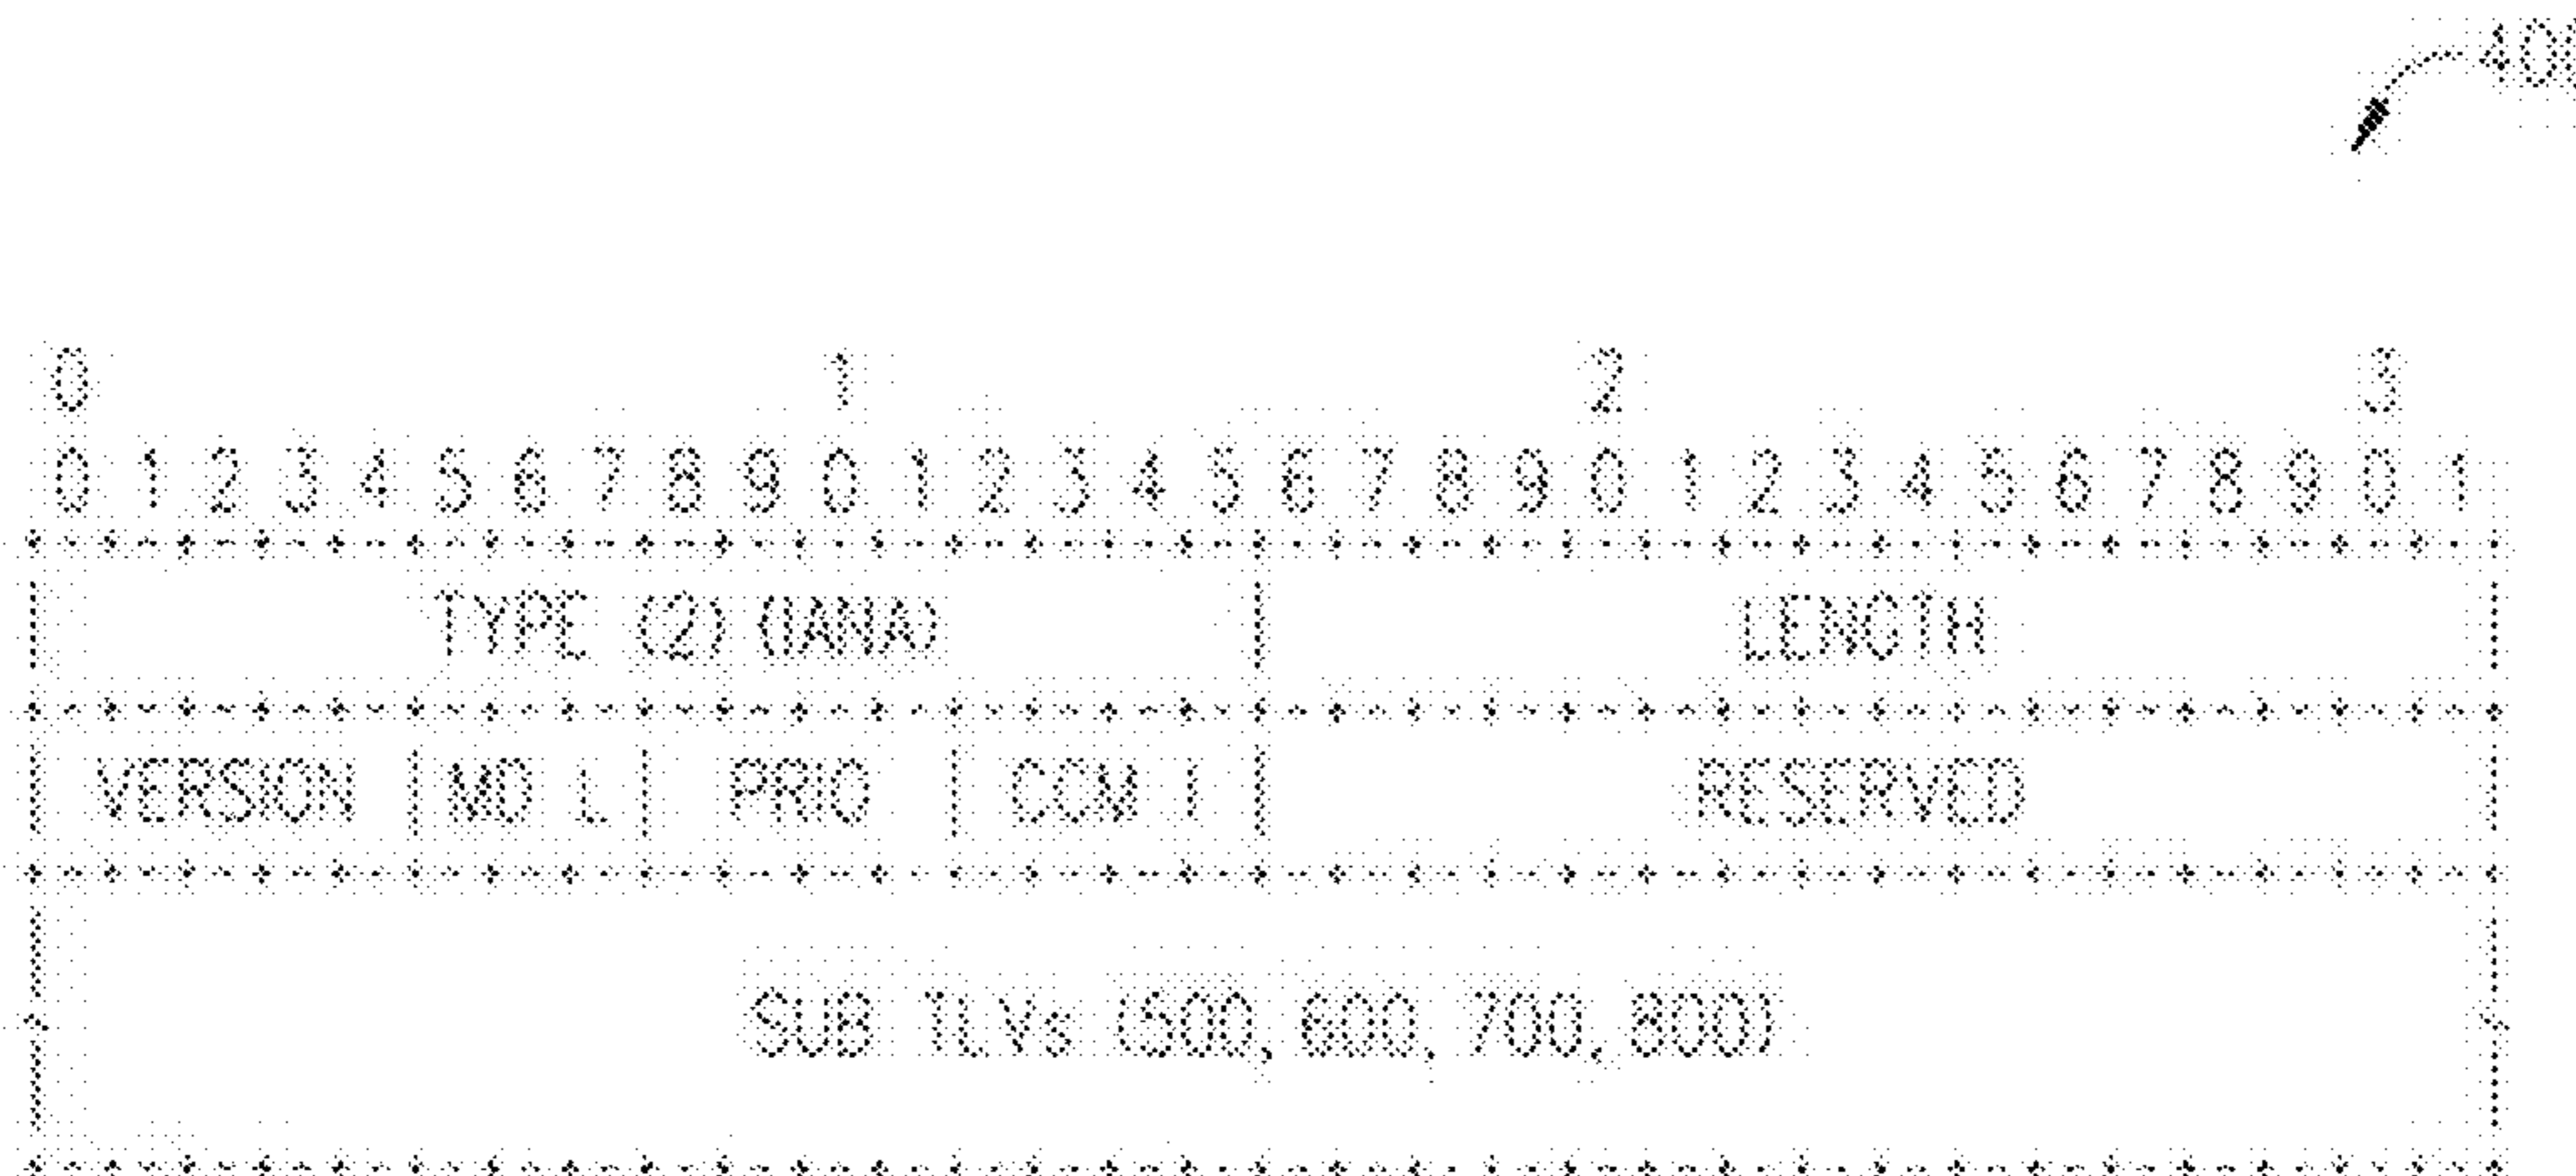 0 1 2 3
0 1 2 3 4 5 6 7 8 9 0 1 2 3 4 5 6 7 8 9 0 1 2 3 4 5 6 7 8 9 0 1
TYPE (2) (IANA) LENGTH
VERSION MD L PRIO CCM I RESERVED
SUB TLVs (500, 600, 700, 800)